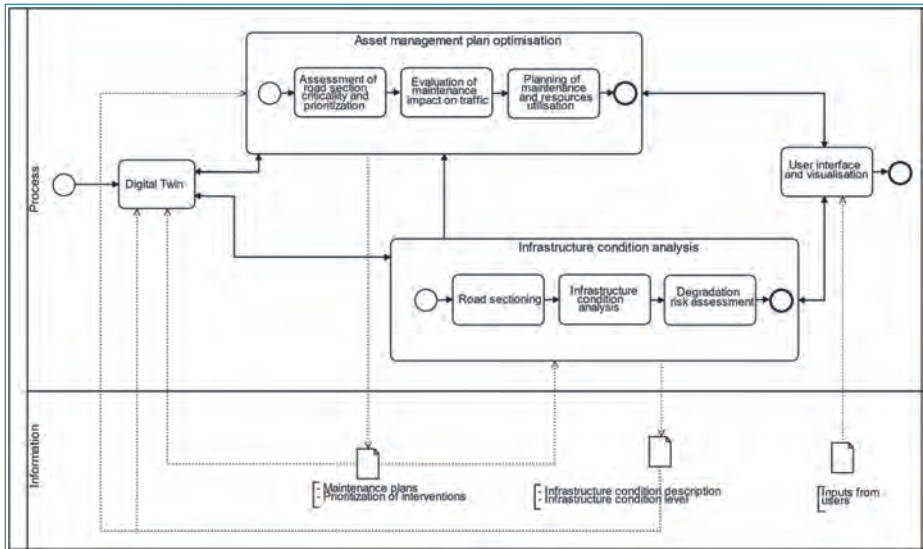 Asset management plan optimisation
Assessment of
road section
criticality and
prioritization
Evaluation of
maintenance
impact on traffic
Planning of
maintenance
and resources
utilisation
Process
Digital Twin
User interface
and visualisation
Infrastructure condition analysis
Road sectioning
Infrastructure
condition
analysis
Degradation
risk assessment
Information
- Maintenance plans
- Prioritization of interventions
- Infrastructure condition description
- Infrastructure condition level
Inputs from
users